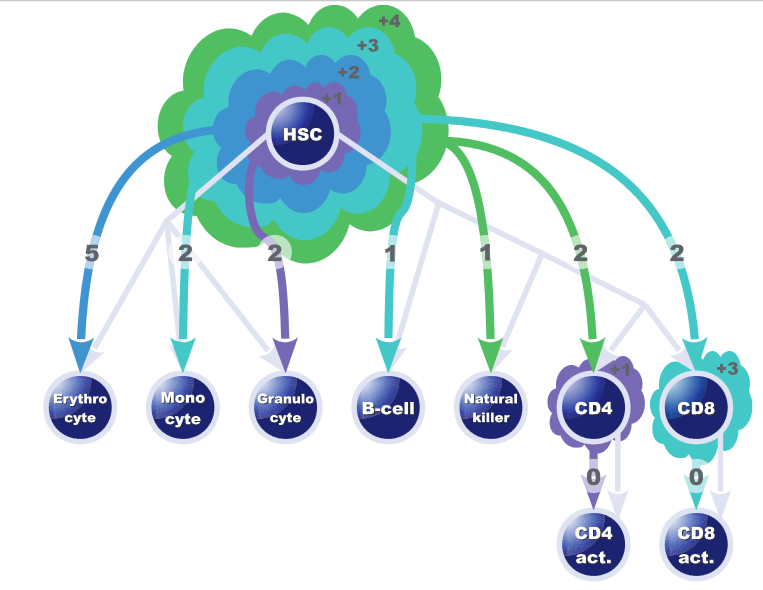 +4
+3
+2
+1
HSC
5
2
2
1
1
2
2
Erythro
cyte
Mono
cyte
Granulo
cyte
B-cell
Natural
killer
+1
CD4
+3
CD8
0
0
CD4
act.
CD8
act.